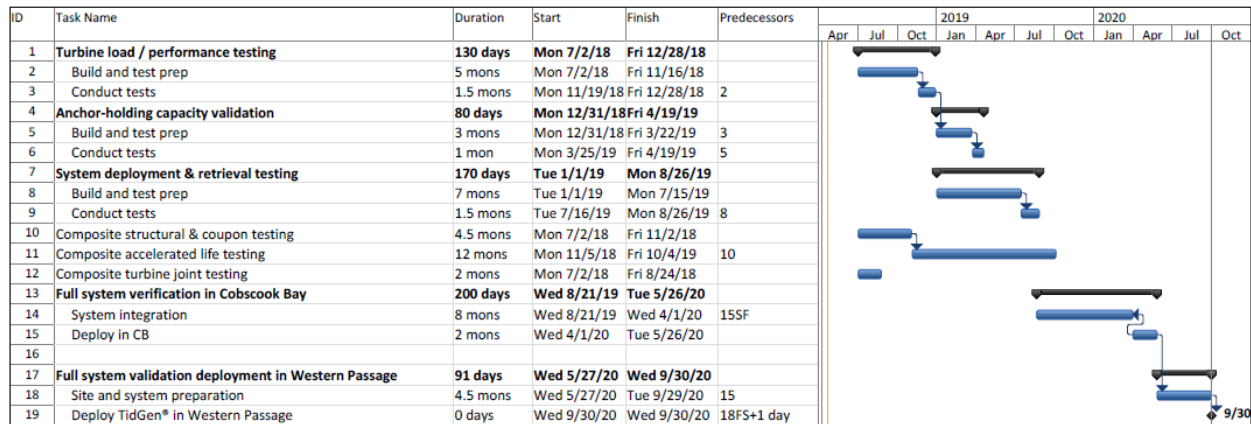 ID Task Name Duration Start Finish Predecessors 2019 2020
Apr Jul Oct Jan Apr Jul Oct Jan Apr Jul Oct
1 Turbine load / performance testing 130 days Mon 7/2/18 Fri 12/28/18
2 Build and test prep 5 mons Mon 7/2/18 Fri 11/16/18
3 Conduct tests 1.5 mons Mon 11/19/18 Fri 12/28/18 2
4 Anchor-holding capacity validation 80 days Mon 12/31/18 Fri 4/19/19
5 Build and test prep 3 mons Mon 12/31/18 Fri 3/22/19 3
6 Conduct tests 1 mon Mon 3/25/19 Fri 4/19/19 5
7 System deployment & retrieval testing 170 days Tue 1/1/19 Mon 8/26/19
8 Build and test prep 7 mons Tue 1/1/19 Mon 7/15/19
9 Conduct tests 1.5 mons Tue 7/16/19 Mon 8/26/19 8
10 Composite structural & coupon testing 4.5 mons Mon 7/2/18 Fri 11/2/18
11 Composite accelerated life testing 12 mons Mon 11/5/18 Fri 10/4/19 10
12 Composite turbine joint testing 2 mons Mon 7/2/18 Fri 8/24/18
13 Full system verification in Cobscook Bay 200 days Wed 8/21/19 Tue 5/26/20
14 System integration 8 mons Wed 8/21/19 Wed 4/1/20 15SF
15 Deploy in CB 2 mons Wed 4/1/20 Tue 5/26/20
16
17 Full system validation deployment in Western Passage 91 days Wed 5/27/20 Wed 9/30/20
18 Site and system preparation 4.5 mons Wed 5/27/20 Tue 9/29/20 15
19 Deploy TidGen® in Western Passage 0 days Wed 9/30/20 Wed 9/30/20 18FS+1 day 9/30